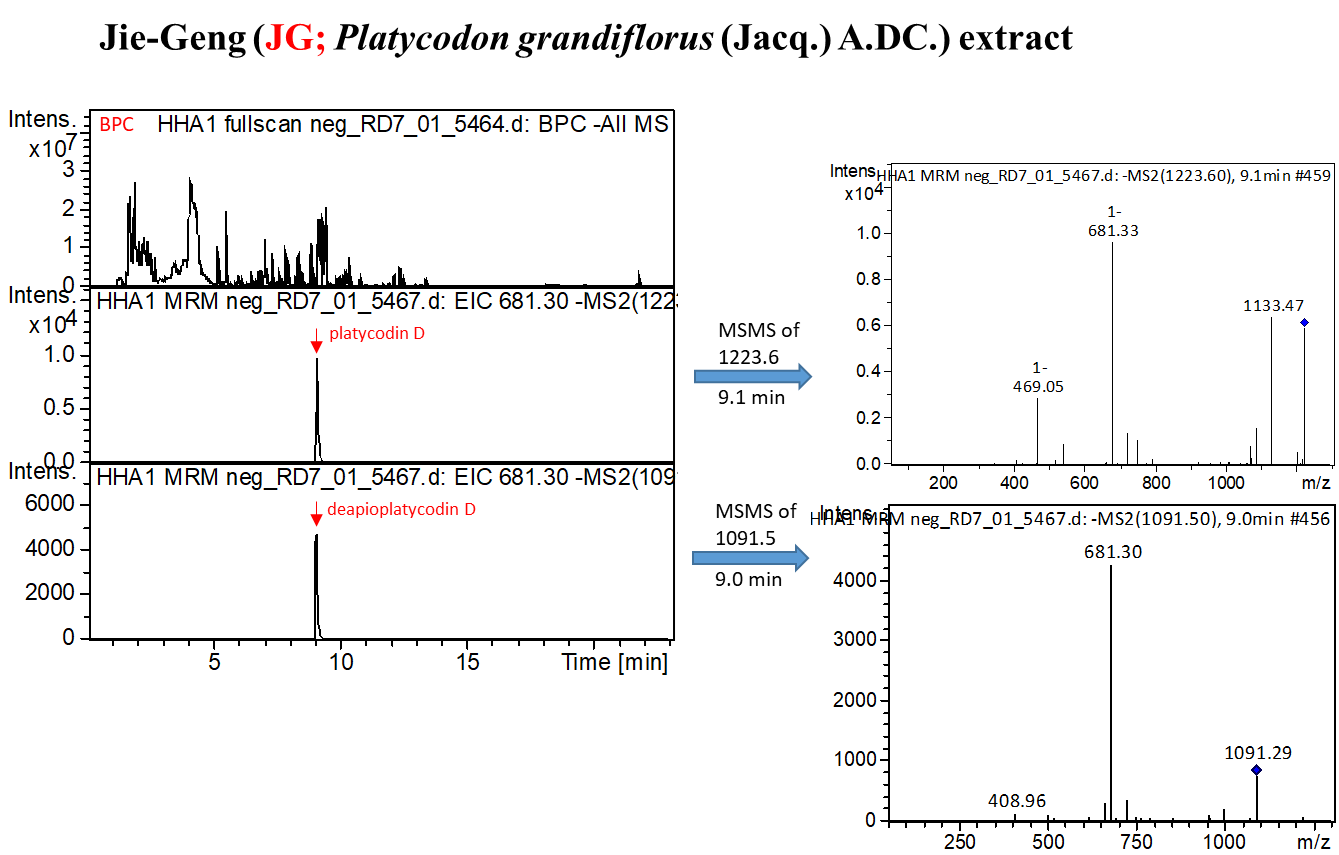 Jie-Geng (JG; Platycodon grandiflorus (Jacq.) A.DC.) extract
Intens.
x10^7
BPC
HHA1 fullscan neg_RD7_01_5464.d: BPC -All MS
3
2
1
0
Intens.
x10^4
HHA1 MRM neg_RD7_01_5467.d: EIC 681.30 -MS2(122
platycodin D
1.0
0.5
0.0
Intens.
HHA1 MRM neg_RD7_01_5467.d: EIC 681.30 -MS2(109
deapioplatycodin D
6000
4000
2000
0
5
10
15
Time [min]
MSMS of
1223.6
9.1 min
MSMS of
1091.5
9.0 min
Intens.
x10^4
HHA1 MRM neg_RD7_01_5467.d: -MS2(1223.60), 9.1min #459
1-
681.33
1133.47
1-
469.05
1.0
0.8
0.6
0.4
0.2
0.0
200
400
600
800
1000
m/z
Intens.
HHA1 MRM neg_RD7_01_5467.d: -MS2(1091.50), 9.0min #456
681.30
1091.29
408.96
4000
3000
2000
1000
0
250
500
750
1000
m/z